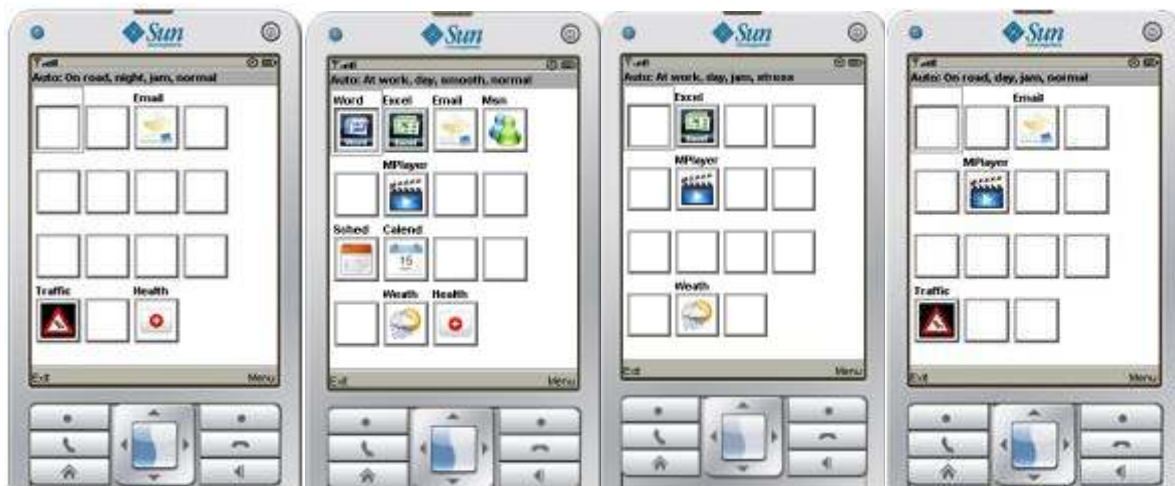 Sun
Auto: On road, night, jam, normal
Email
Traffic Health
Exit Menu
Sun
Auto: At work, day, smooth, normal
Word Excel Email Msn
MPlayer
Sched Calend
15
Weath Health
Exit Menu
Sun
Auto: At work, day, jam, stress
Excel
MPlayer
Weath
Exit Menu
Sun
Auto: On road, day, jam, normal
Email
MPlayer
Traffic
Exit Menu